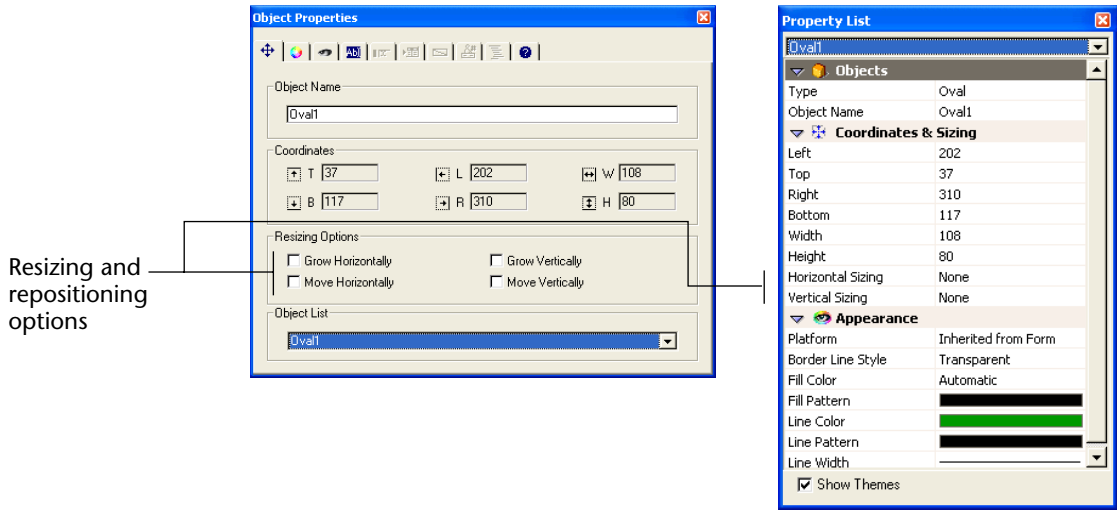 Resizing and
repositioning
options
Object Properties
Ab
Object Name
Oval1
Coordinates
T 37 L 202 W 108
B 117 R 310 H 80
Resizing Options
Grow Horizontally Grow Vertically
Move Horizontally Move Vertically
Object List
Oval1
Property List
Oval1
Objects
Type Oval
Object Name Oval1
Coordinates & Sizing
Left 202
Top 37
Right 310
Bottom 117
Width 108
Height 80
Horizontal Sizing None
Vertical Sizing None
Appearance
Platform Inherited from Form
Border Line Style Transparent
Fill Color Automatic
Fill Pattern
Line Color
Line Pattern
Line Width
Show Themes